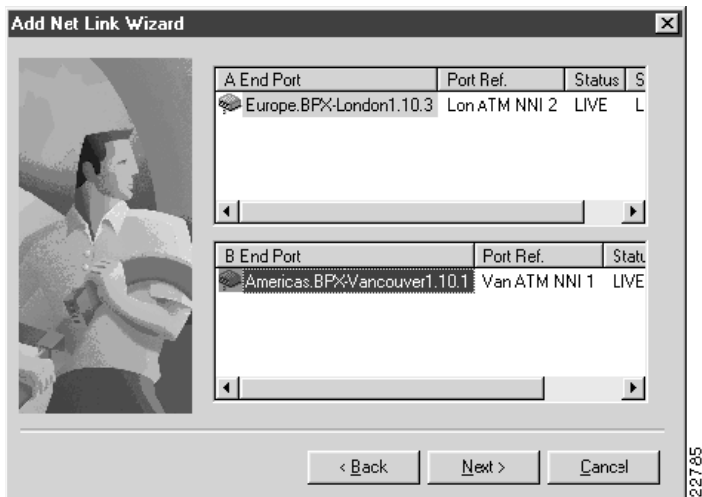 Add Net Link Wizard
A End Port Port Ref. Status S
Europe.BPX-London1.10.3 Lon ATM NNI 2 LIVE L
B End Port Port Ref. Statu
Americas.BPX-Vancouver1.10.1 Van ATM NNI 1 LIVE
< Back Next > Cancel
22785